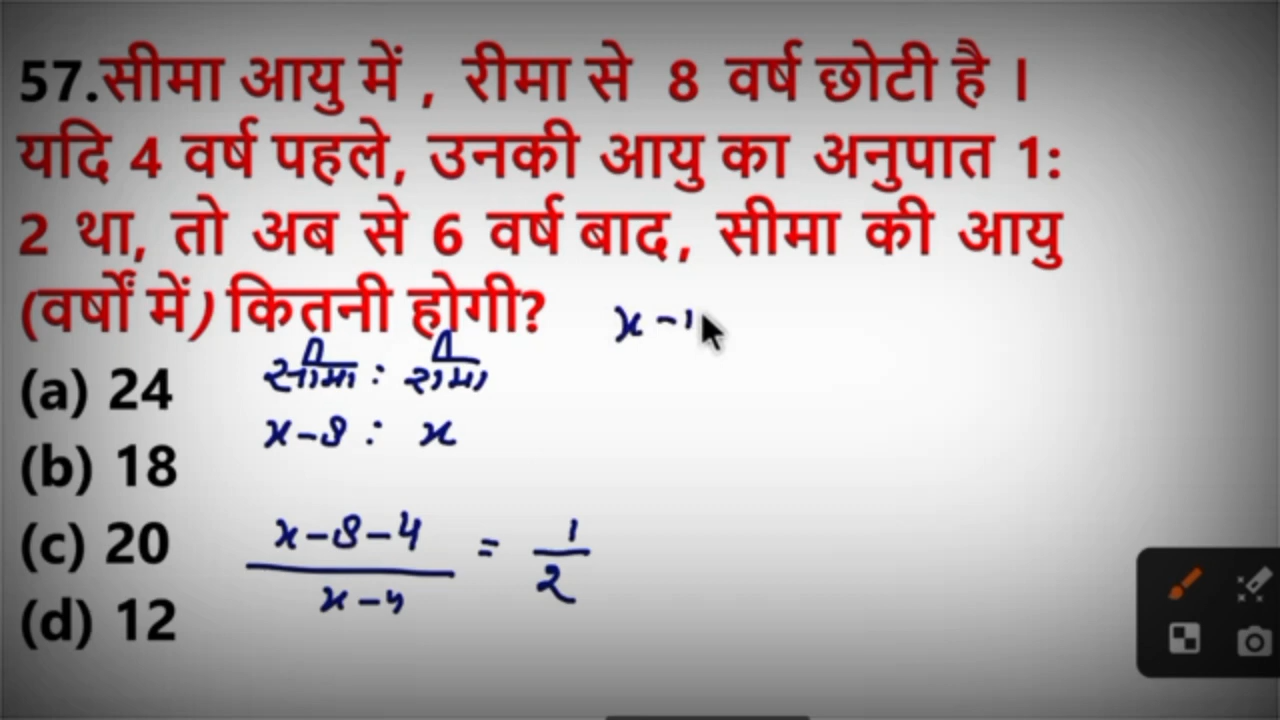 57.सीमा आयु में , रीमा से 8 वर्ष छोटी है ।
यदि 4 वर्ष पहले, उनकी आयु का अनुपात 1:
2 था, तो अब से 6 वर्ष बाद, सीमा की आयु
(वर्षों में) कितनी होगी?
x-1
(a) 24
सीमा : रीमा
(b) 18
x-8 : x
(c) 20
x-8-4 = 1
x-4 2
(d) 12